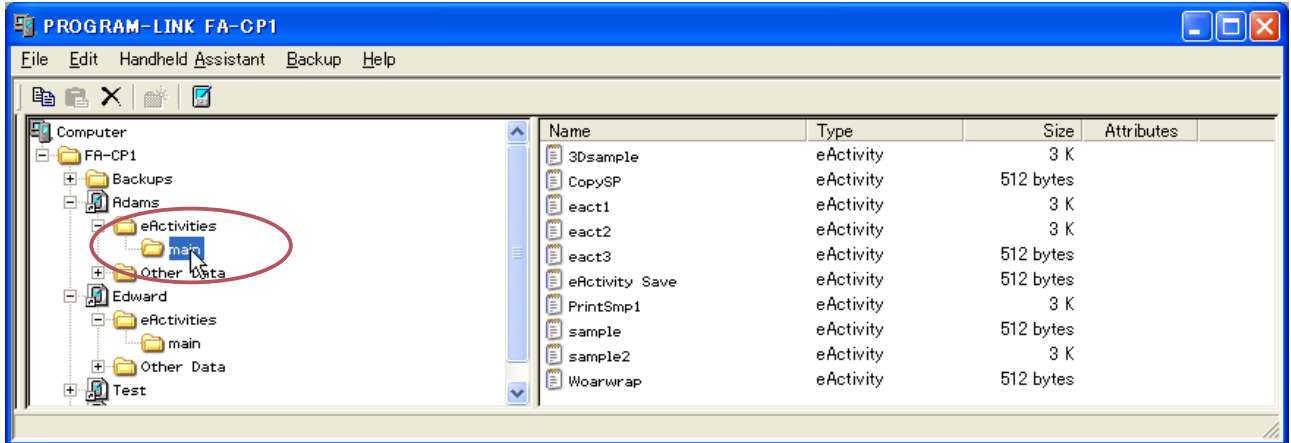 PROGRAM-LINK FA-CP1
File Edit Handheld Assistant Backup Help
Computer
FA-CP1
Backups
Adams
eActivities
main
Other Data
Edward
eActivities
main
Other Data
Test
Name Type Size Attributes
3Dsample eActivity 3 K
CopySP eActivity 512 bytes
eact1 eActivity 3 K
eact2 eActivity 3 K
eact3 eActivity 512 bytes
eActivity Save eActivity 512 bytes
PrintSmp1 eActivity 3 K
sample eActivity 512 bytes
sample2 eActivity 3 K
Woarwrap eActivity 512 bytes